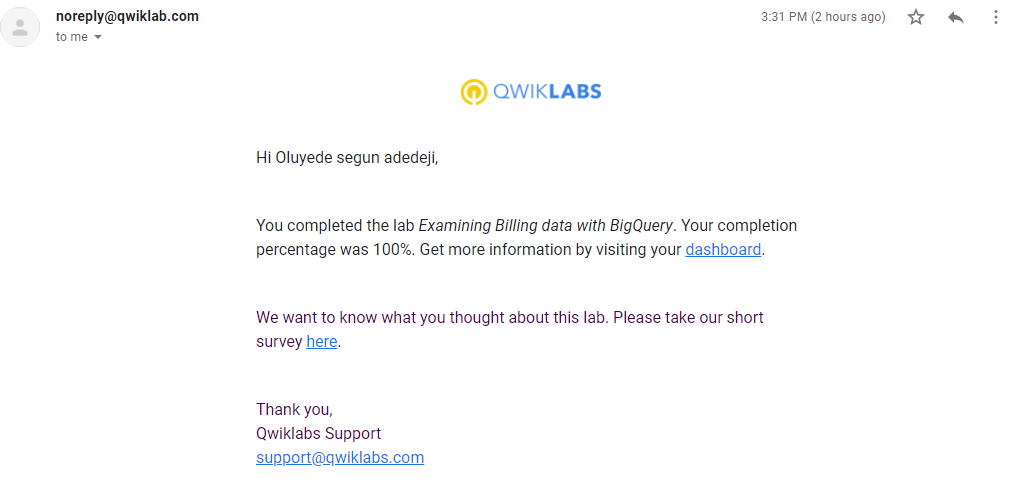 noreply@qwiklab.com
3:31 PM (2 hours ago)
to me
QWIKLABS
Hi Oluyede segun adedeji,
You completed the lab Examining Billing data with BigQuery. Your completion
percentage was 100%. Get more information by visiting your dashboard.
We want to know what you thought about this lab. Please take our short
survey here.
Thank you,
Qwiklabs Support
support@qwiklabs.com